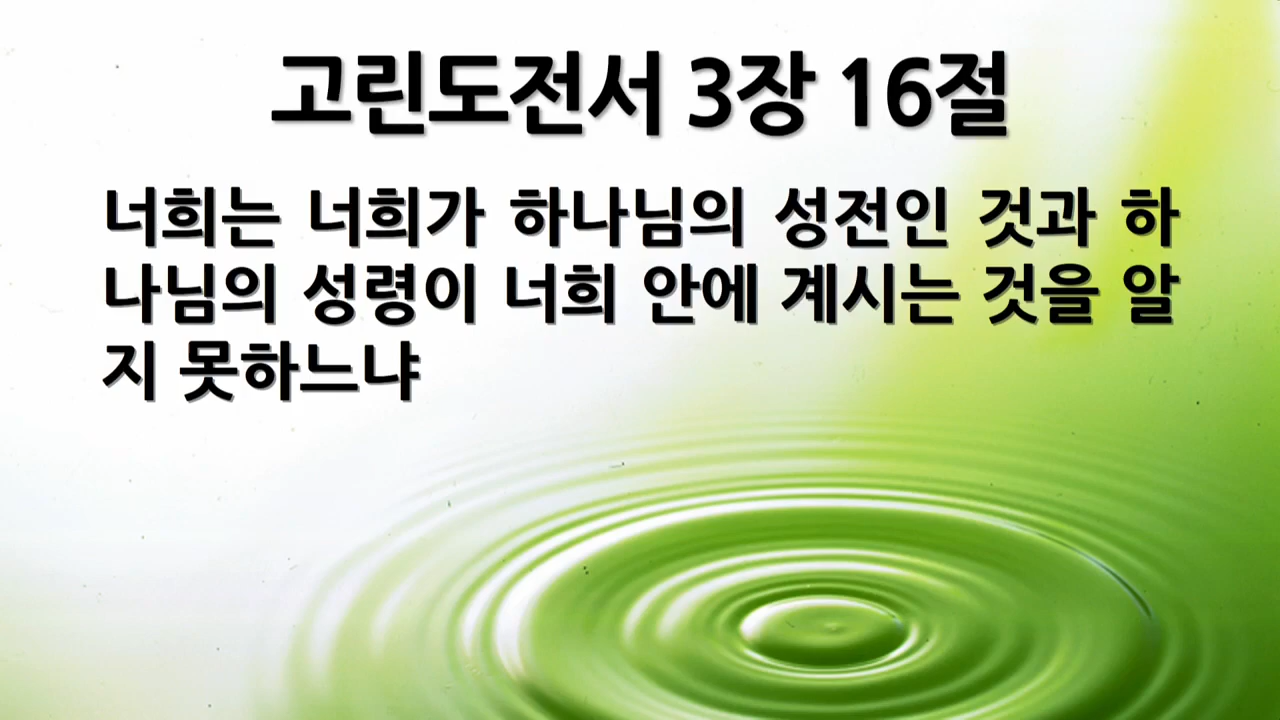 고린도전서 3장 16절
너희는 너희가 하나님의 성전인 것과 하
나님의 성령이 너희 안에 계시는 것을 알
지 못하느냐